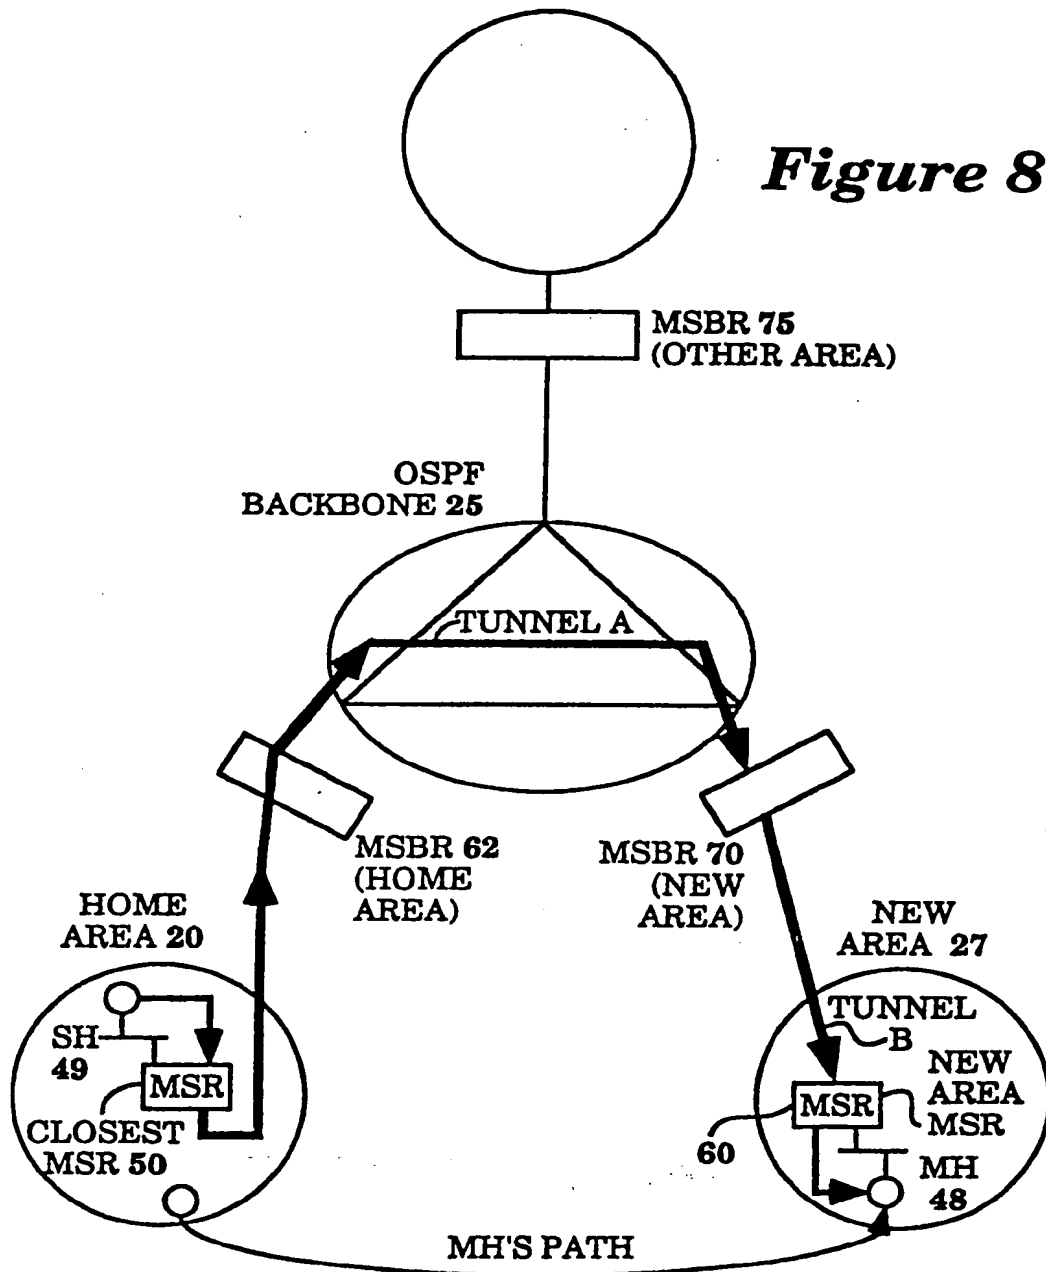 Figure 8
MSBR 75
(OTHER AREA)
OSPF
BACKBONE 25
TUNNEL A
MSBR 62
(HOME
AREA)
MSBR 70
(NEW
AREA)
HOME
AREA 20
NEW
AREA 27
SH
49
MSR
CLOSEST
MSR 50
TUNNEL
B
MSR
NEW
AREA
MSR
60
MH
48
MH'S PATH